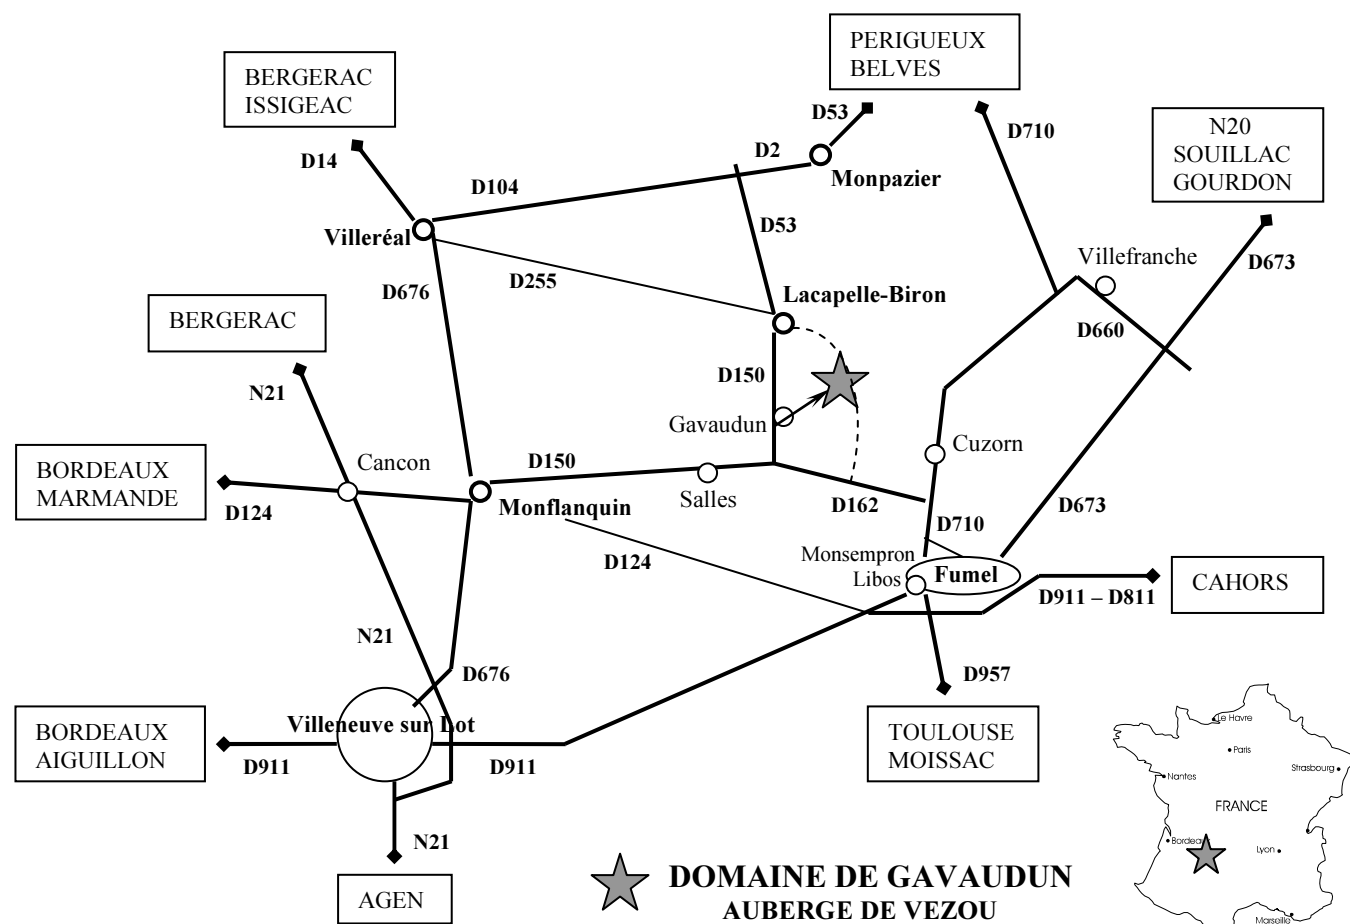 PERIGUEUX
BELVES
BERGERAC
ISSIGEAC
D53
D710
N20
SOUILLAC
GOURDON
D14
D2
Monpazier
D104
Villeréal
D53
Villefranche
D673
D255
D676
Lacapelle-Biron
BERGERAC
D660
N21
D150
Gavaudun
Cuzorn
BORDEAUX
MARMANDE
Cancon
D150
D124
Monflanquin
Salles
D162
D673
D710
D124
Monsempron
Libos
Fumel
CAHORS
D911 – D811
N21
D676
D957
Villeneuve sur Lot
BORDEAUX
AIGUILLON
D911
D911
TOULOUSE
MOISSAC
N21
AGEN
Le Havre
Paris
Strasbourg
Nantes
FRANCE
Bordeaux
Lyon
Marseille
DOMAINE DE GAVAUDUN
AUBERGE DE VEZOU